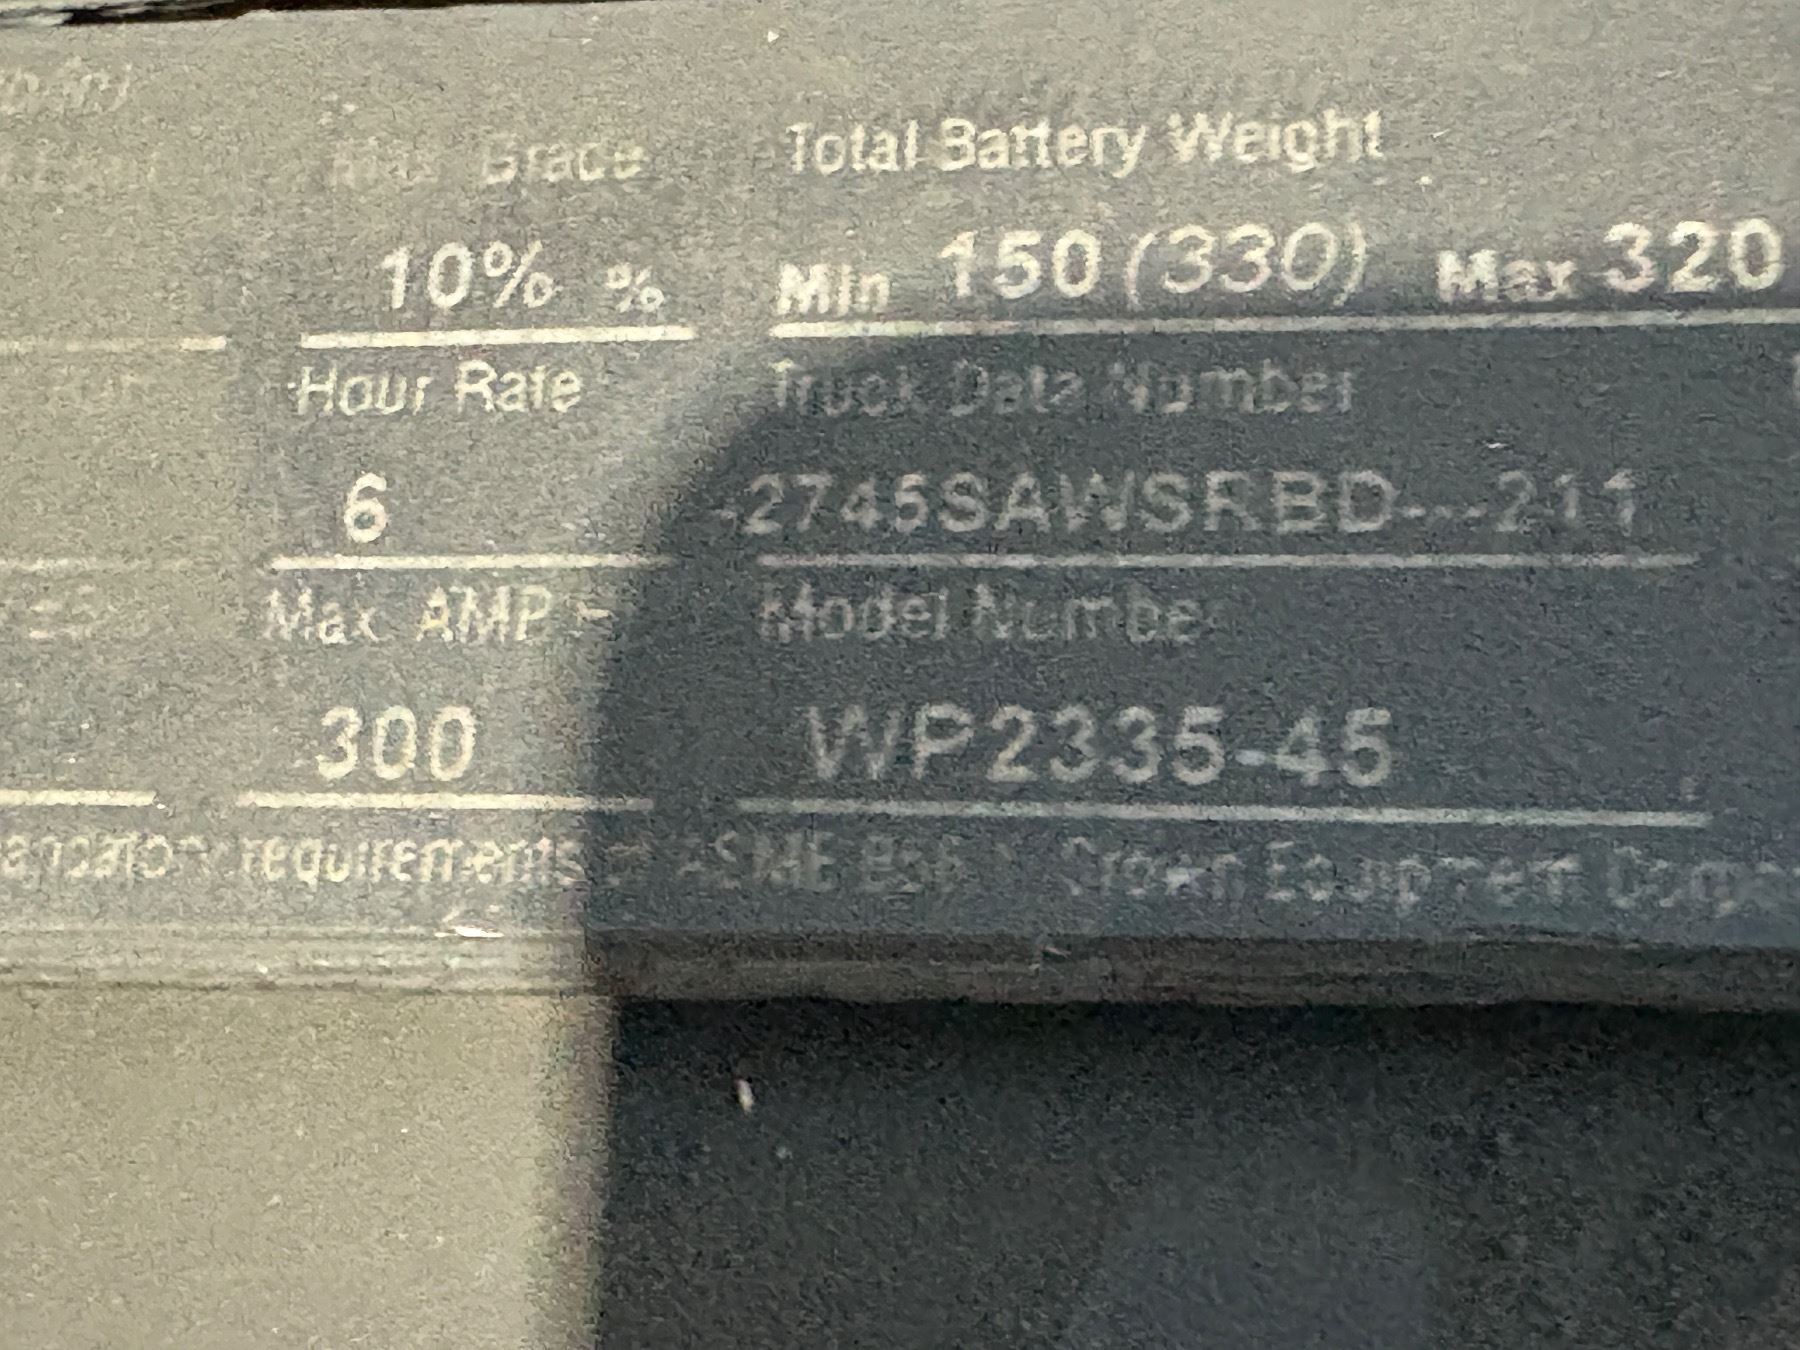 Max Grade Total Battery Weight
10% % Min 150 (330) Max 320
Hour Rate Truck Data Number
6 -2745SAWSRBD---211
Max AMP Model Number
300 WP2335-45
requirements ASME Crown Equipment